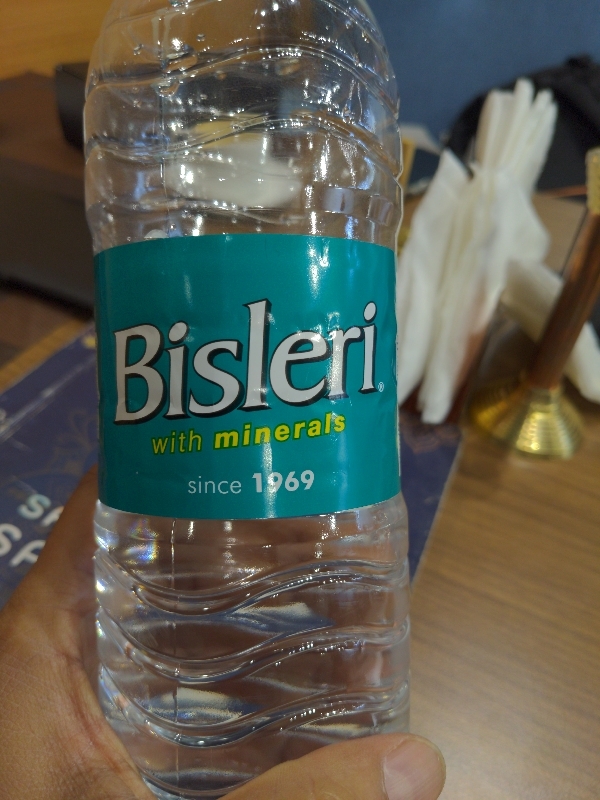 Bisleri®
with minerals
since 1969